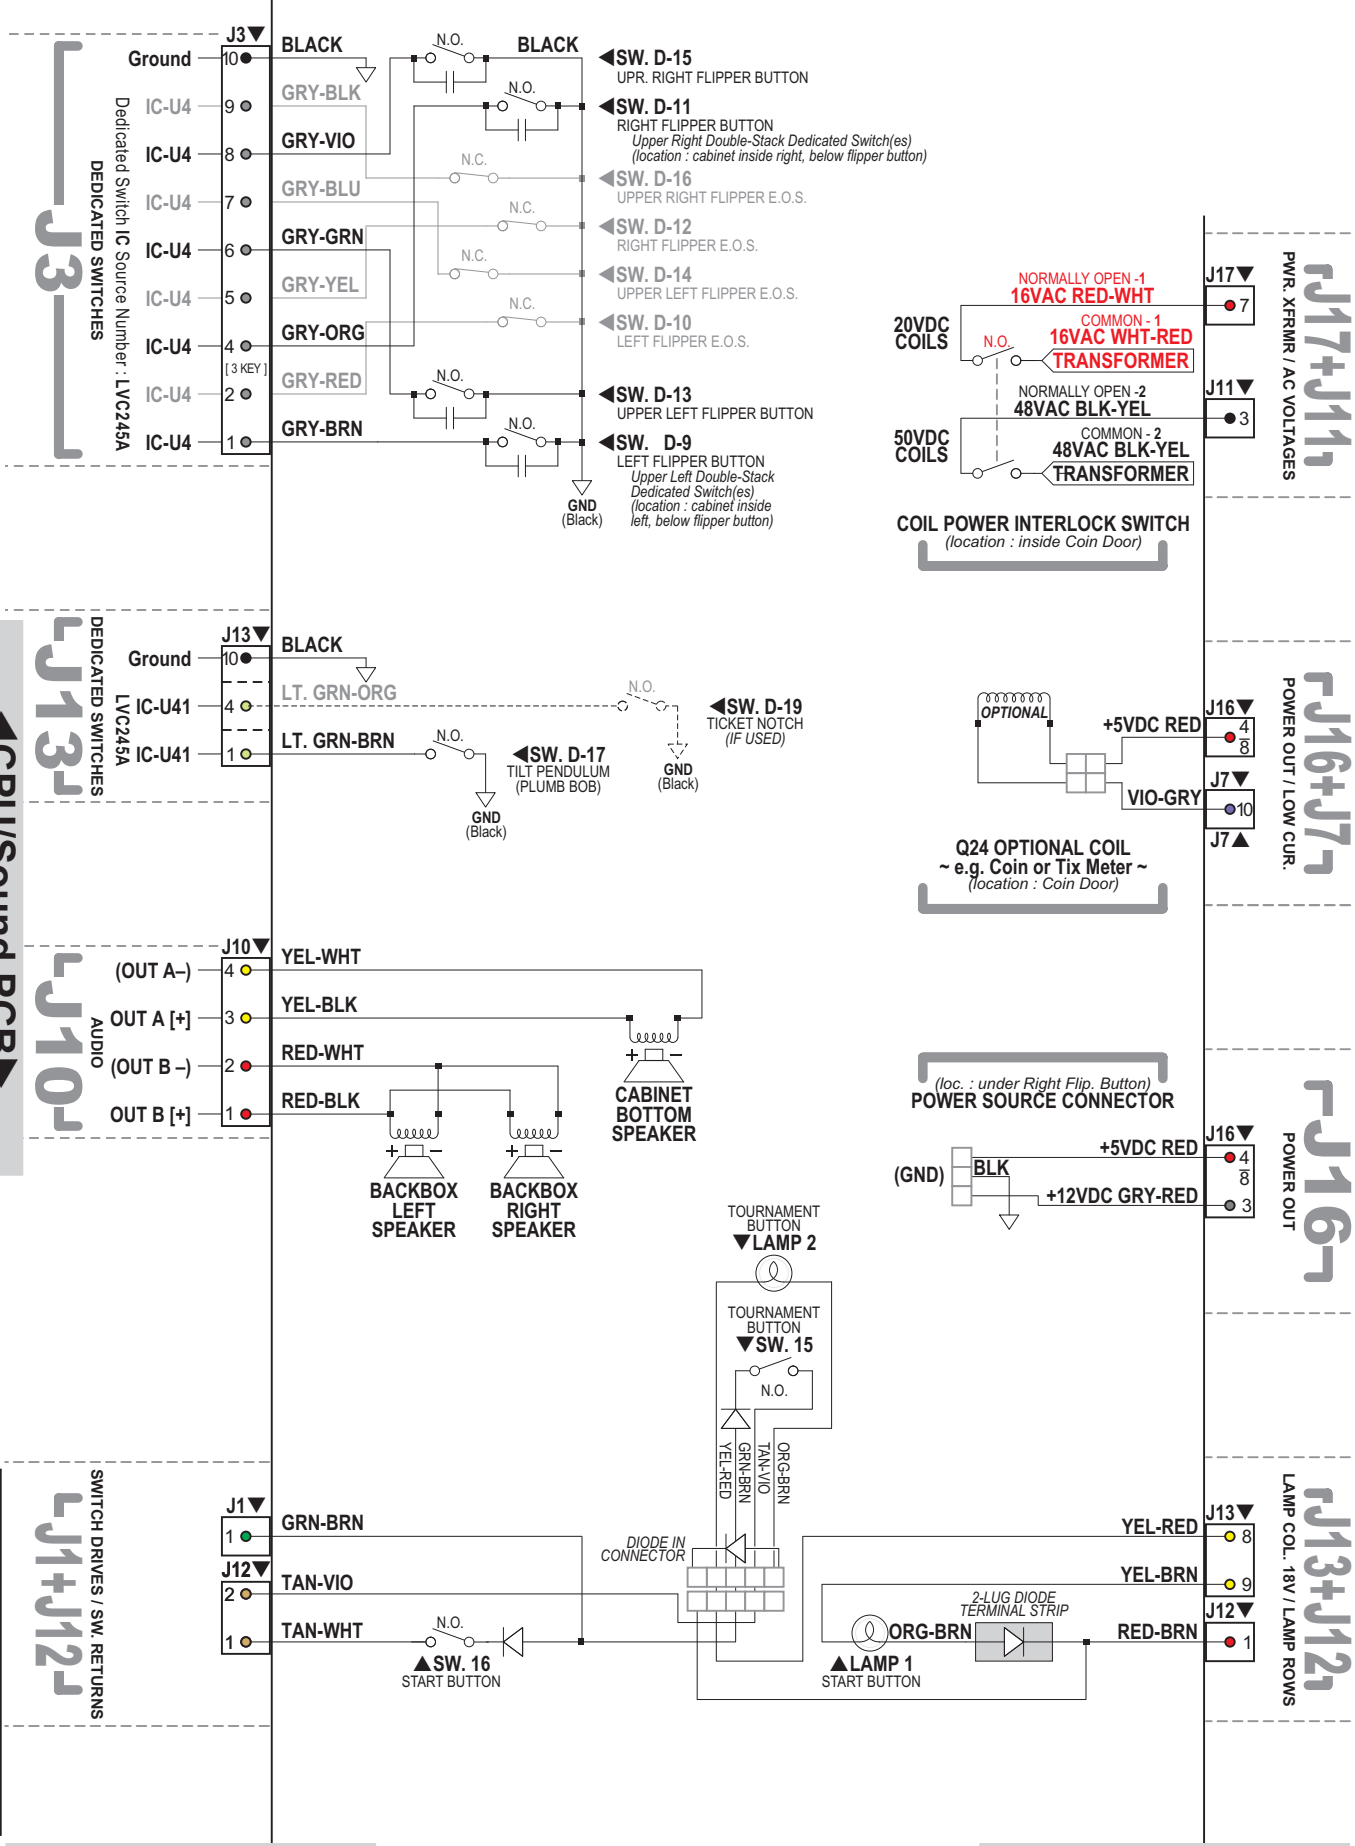 J3▼
J3
DEDICATED SWITCHES
Dedicated Switch IC Source Number : LVC245A
Ground
10
BLACK
IC-U4
9
GRY-BLK
IC-U4
8
GRY-VIO
IC-U4
7
GRY-BLU
IC-U4
6
GRY-GRN
IC-U4
5
GRY-YEL
IC-U4
4
GRY-ORG
[ 3 KEY ]
IC-U4
2
GRY-RED
IC-U4
1
GRY-BRN
N.O.
BLACK
N.O.
N.C.
N.C.
N.C.
N.C.
N.O.
N.O.
GND
(Black)
◀SW. D-15
UPR. RIGHT FLIPPER BUTTON
◀SW. D-11
RIGHT FLIPPER BUTTON
Upper Right Double-Stack Dedicated Switch(es)
(location : cabinet inside right, below flipper button)
◀SW. D-16
UPPER RIGHT FLIPPER E.O.S.
◀SW. D-12
RIGHT FLIPPER E.O.S.
◀SW. D-14
UPPER LEFT FLIPPER E.O.S.
◀SW. D-10
LEFT FLIPPER E.O.S.
◀SW. D-13
UPPER LEFT FLIPPER BUTTON
◀SW. D-9
LEFT FLIPPER BUTTON
Upper Left Double-Stack
Dedicated Switch(es)
(location : cabinet inside
left, below flipper button)
J17+J11
PWR. XFRMR / AC VOLTAGES
J17▼
7
NORMALLY OPEN -1
16VAC RED-WHT
20VDC
COILS
COMMON - 1
16VAC WHT-RED
N.O.
TRANSFORMER
J11▼
3
NORMALLY OPEN -2
48VAC BLK-YEL
50VDC
COILS
COMMON - 2
48VAC BLK-YEL
TRANSFORMER
COIL POWER INTERLOCK SWITCH
(location : inside Coin Door)
J13▼
J13
DEDICATED SWITCHES
LVC245A
Ground
10
BLACK
IC-U41
4
LT. GRN-ORG
IC-U41
1
LT. GRN-BRN
N.O.
N.O.
◀SW. D-19
TICKET NOTCH
(IF USED)
◀SW. D-17
TILT PENDULUM
(PLUMB BOB)
GND
(Black)
GND
(Black)
◀CPU/Sound PCB▶
J16+J7
POWER OUT / LOW CUR.
J16▼
4
8
+5VDC RED
J7▼
10
VIO-GRY
J7▲
OPTIONAL
Q24 OPTIONAL COIL
~ e.g. Coin or Tix Meter ~
(location : Coin Door)
J10▼
J10
AUDIO
(OUT A–)
4
YEL-WHT
OUT A [+]
3
YEL-BLK
(OUT B –)
2
RED-WHT
OUT B [+]
1
RED-BLK
+ –
CABINET
BOTTOM
SPEAKER
+ –
BACKBOX
LEFT
SPEAKER
+ –
BACKBOX
RIGHT
SPEAKER
J16
POWER OUT
(loc. : under Right Flip. Button)
POWER SOURCE CONNECTOR
J16▼
4
8
+5VDC RED
(GND)
BLK
+12VDC GRY-RED
3
TOURNAMENT
BUTTON
▼LAMP 2
TOURNAMENT
BUTTON
▼SW. 15
N.O.
YEL-RED
GRN-BRN
TAN-VIO
ORG-BRN
DIODE IN
CONNECTOR
J1+J12
SWITCH DRIVES / SW. RETURNS
J1▼
1
GRN-BRN
J12▼
2
TAN-VIO
1
TAN-WHT
N.O.
▲SW. 16
START BUTTON
J13+J12
LAMP COL. 18V / LAMP ROWS
J13▼
8
YEL-RED
9
YEL-BRN
J12▼
1
RED-BRN
2-LUG DIODE
TERMINAL STRIP
ORG-BRN
▲LAMP 1
START BUTTON